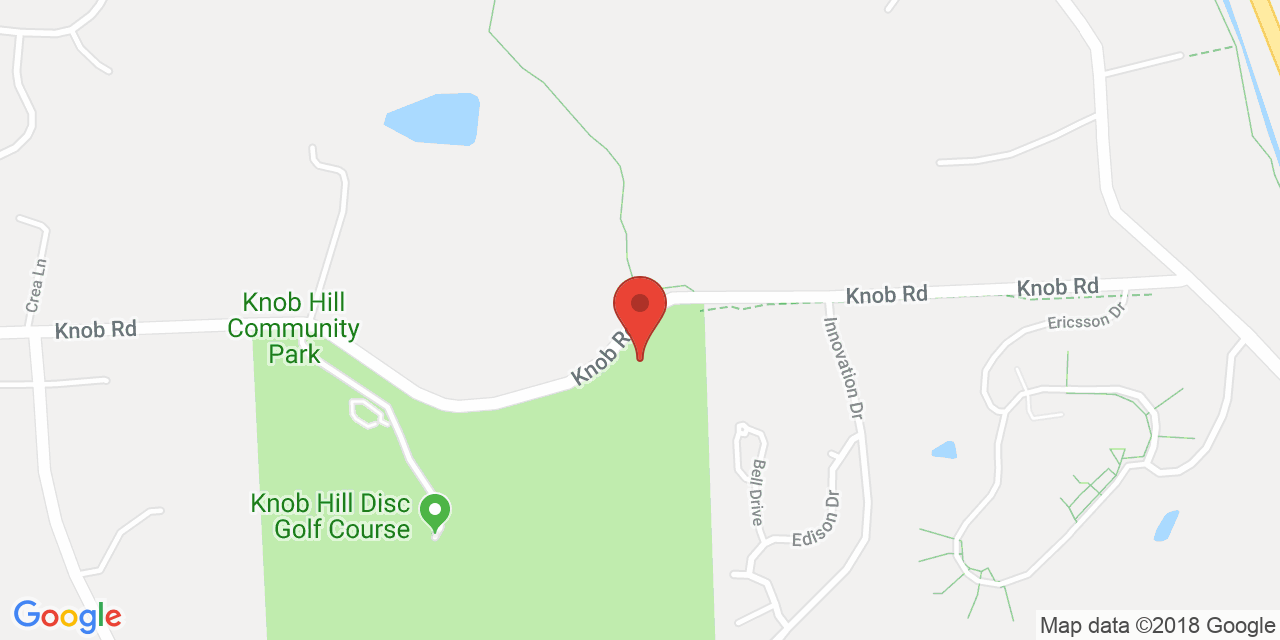 Crea Ln
Knob Rd
Knob Hill
Community
Park
Knob Rd
Knob Rd
Knob Rd
Innovation Dr
Ericsson Dr
Bell Drive
Edison Dr
Knob Hill Disc
Golf Course
Google
Map data ©2018 Google